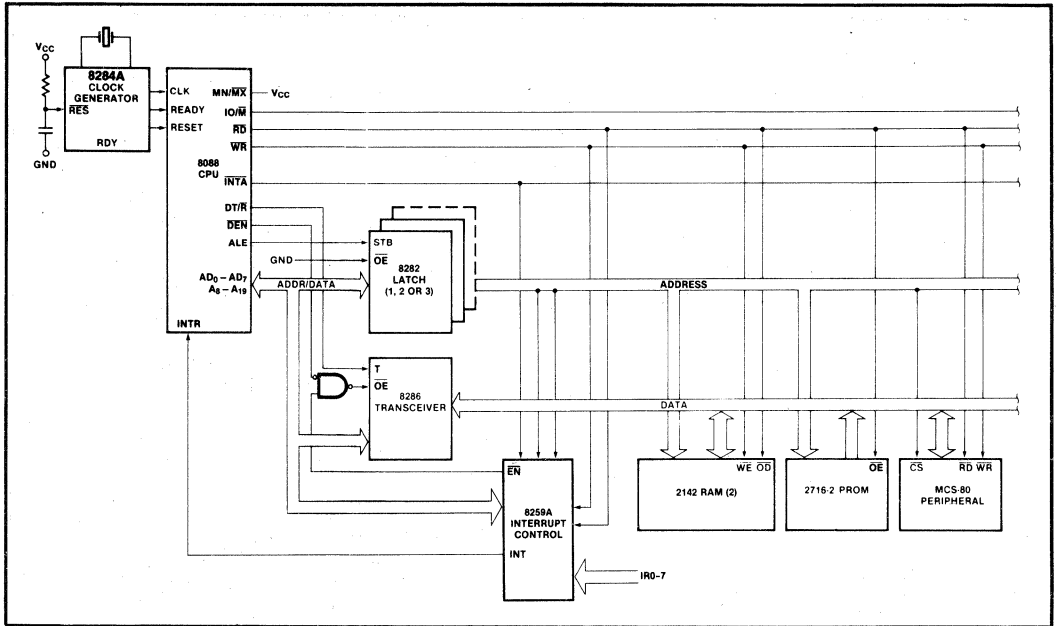 VCC
8284A
CLOCK
GENERATOR
RES
RDY
GND
CLK
READY
RESET
8088
CPU
MN/MX
VCC
IO/M
RD
WR
INTA
DT/R
DEN
ALE
AD0 – AD7
A8 – A19
INTR
GND
STB
OE
8282
LATCH
(1, 2 OR 3)
ADDR/DATA
ADDRESS
T
OE
8286
TRANSCEIVER
DATA
EN
8259A
INTERRUPT
CONTROL
INT
IR0-7
WE OD
2142 RAM (2)
OE
2716-2 PROM
CS RD WR
MCS-80
PERIPHERAL